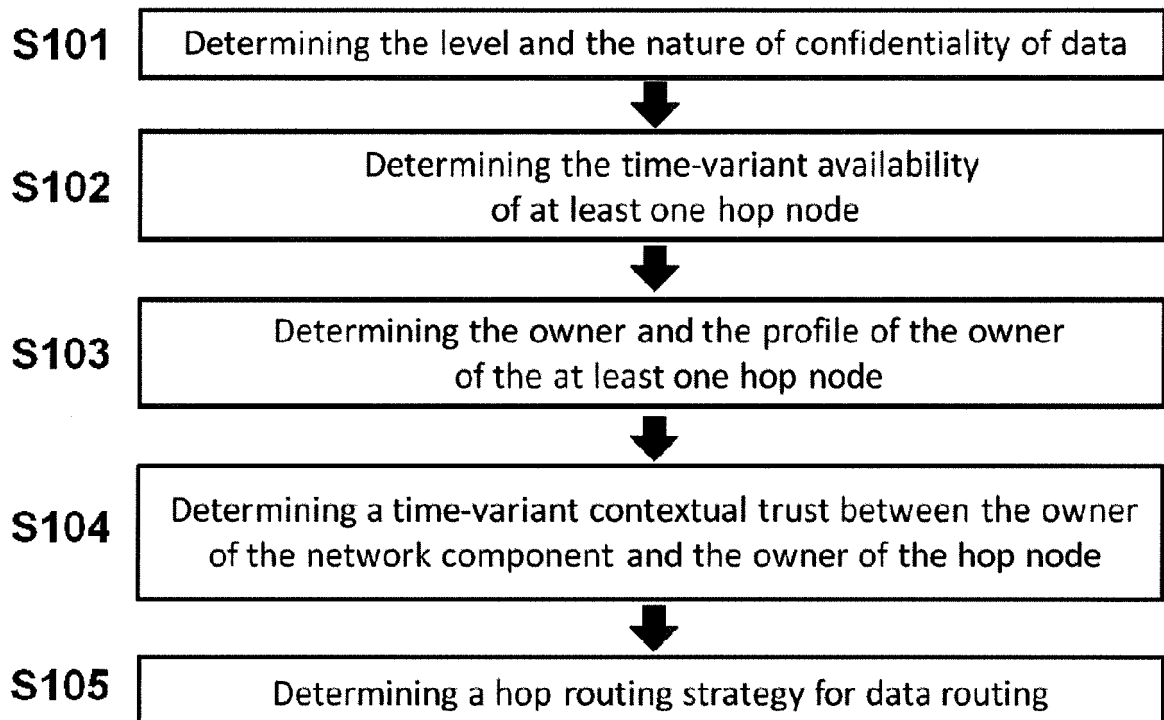 S101 Determining the level and the nature of confidentiality of data
S102 Determining the time-variant availability
of at least one hop node
S103 Determining the owner and the profile of the owner
of the at least one hop node
S104 Determining a time-variant contextual trust between the owner
of the network component and the owner of the hop node
S105 Determining a hop routing strategy for data routing